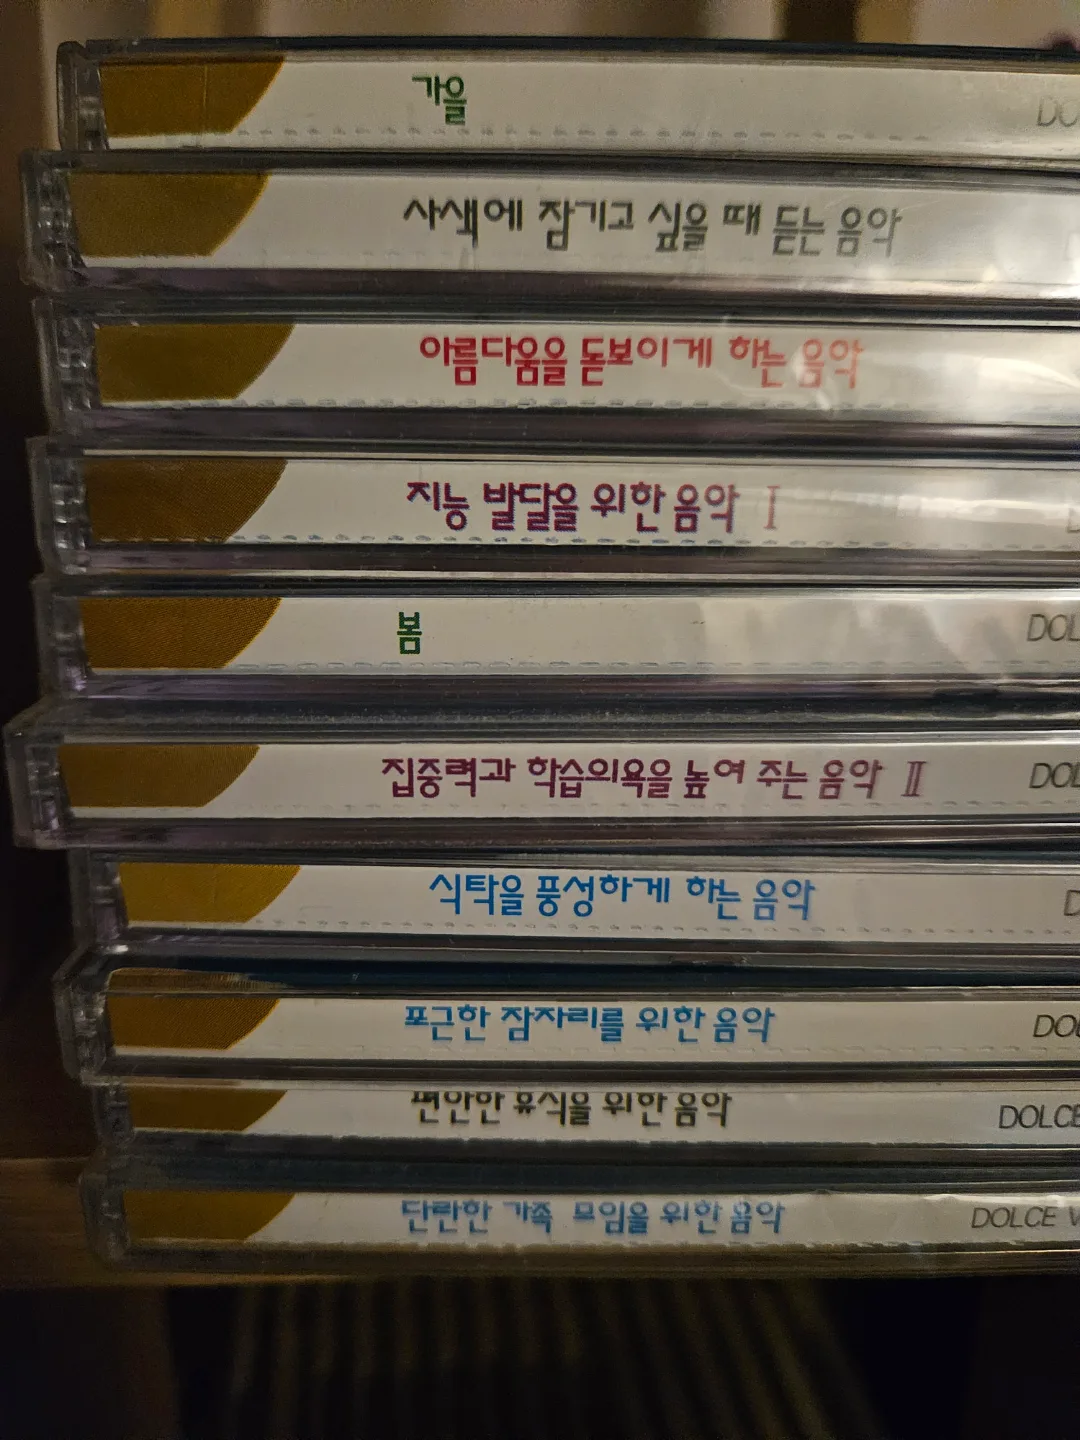 가을 DO
사색에 잠기고 싶을 때 듣는 음악
아름다움을 돋보이게 하는 음악
지능 발달을 위한 음악 Ⅰ
봄 DOL
집중력과 학습의욕을 높여 주는 음악 Ⅱ DOL
식탁을 풍성하게 하는 음악 D
포근한 잠자리를 위한 음악 DOL
편안한 휴식을 위한 음악 DOLCE
단란한 가족 모임을 위한 음악 DOLCE V